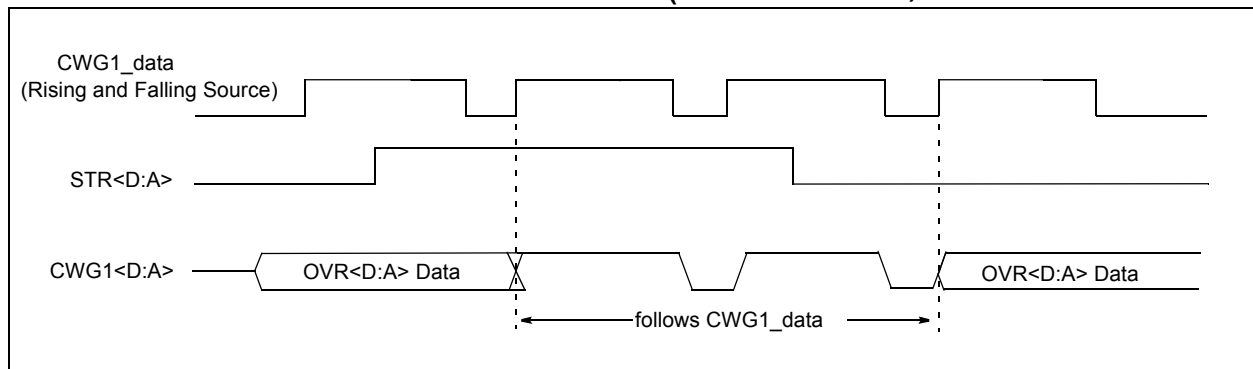 CWG1_data
(Rising and Falling Source)
STR<D:A>
CWG1<D:A>
OVR<D:A> Data
OVR<D:A> Data
follows CWG1_data